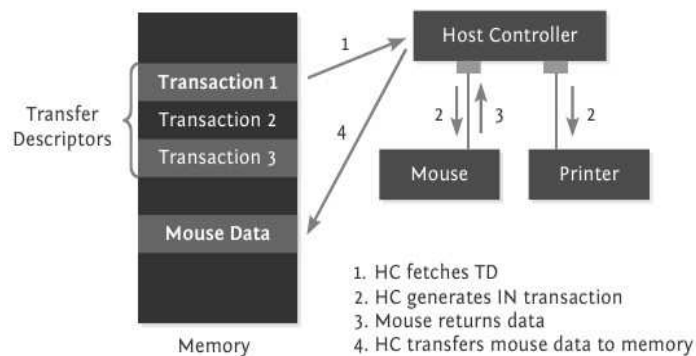 1
Host Controller
Transaction 1
Transfer
Descriptors
Transaction 2
2
3
2
4
Transaction 3
Mouse
Printer
Mouse Data
1. HC fetches TD
2. HC generates IN transaction
3. Mouse returns data
4. HC transfers mouse data to memory
Memory